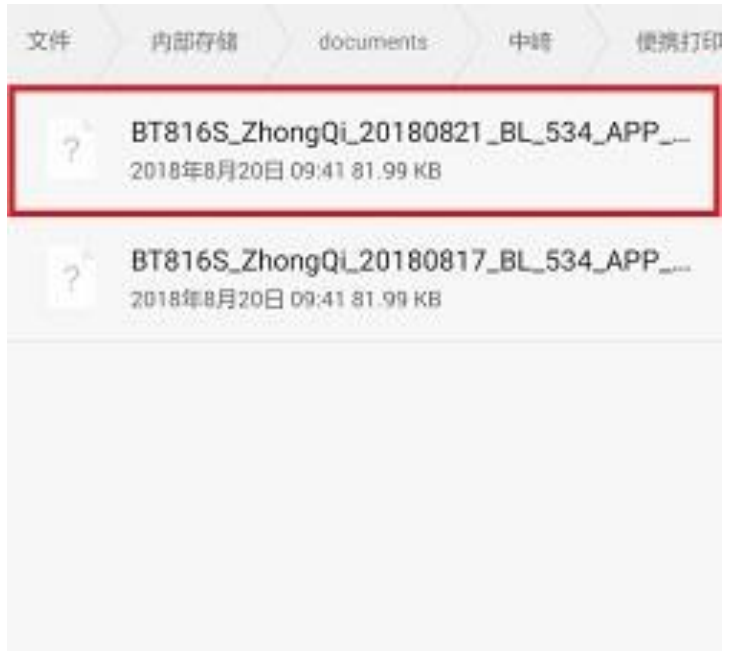 文件 内部存储 documents 中崎 便携打印
BT816S_ZhongQi_20180821_BL_534_APP_...
2018年8月20日 09:41 81.99 KB
BT816S_ZhongQi_20180817_BL_534_APP_...
2018年8月20日 09:41 81.99 KB